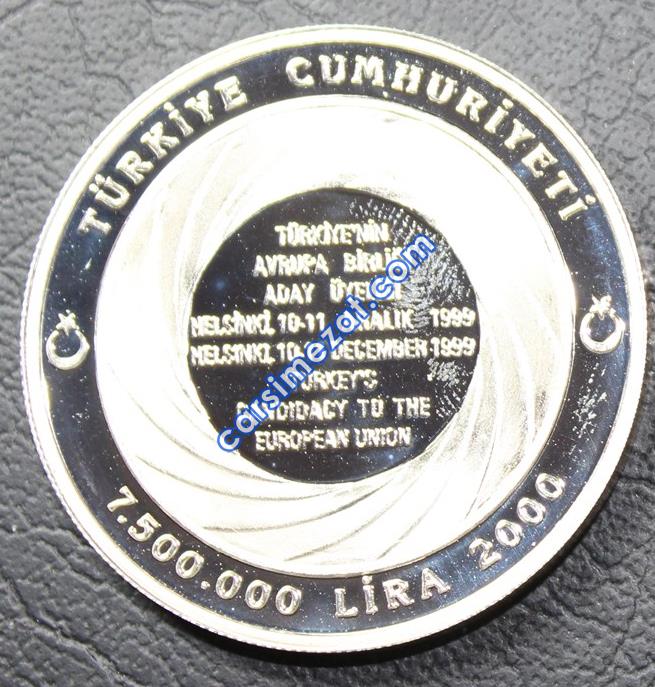 TÜRKİYE CUMHURİYETİ
TÜRKİYE'NİN
AVRUPA BİRLİĞİ
ADAY ÜYELİĞİ
HELSİNKİ, 10-11 ARALIK 1999
HELSINKI, 10-11 DECEMBER 1999
TURKEY'S
CANDIDACY TO THE
EUROPEAN UNION
7.500.000 LİRA 2000
carsimezat.com